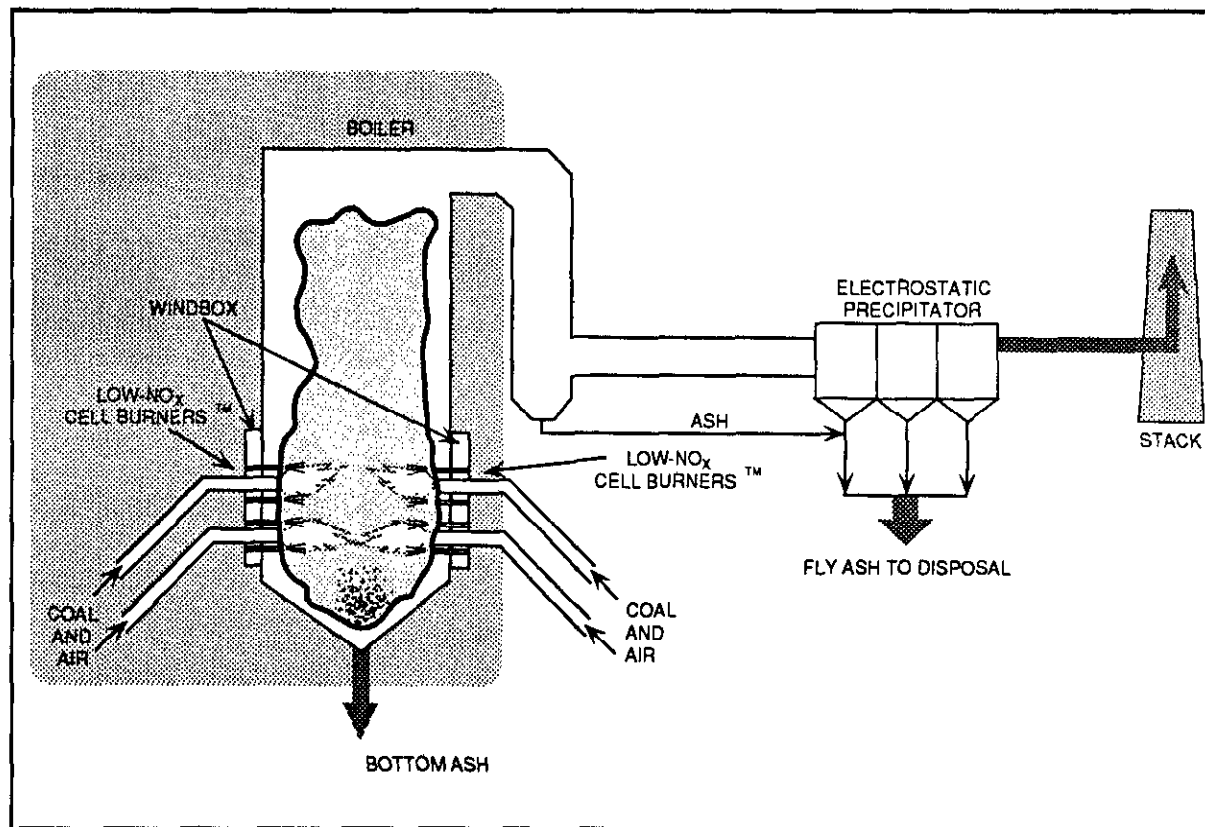 BOILER
WINDBOX
LOW-NOX
CELL BURNERS ™
ELECTROSTATIC
PRECIPITATOR
ASH
STACK
LOW-NOX
CELL BURNERS ™
FLY ASH TO DISPOSAL
COAL
AND
AIR
COAL
AND
AIR
BOTTOM ASH